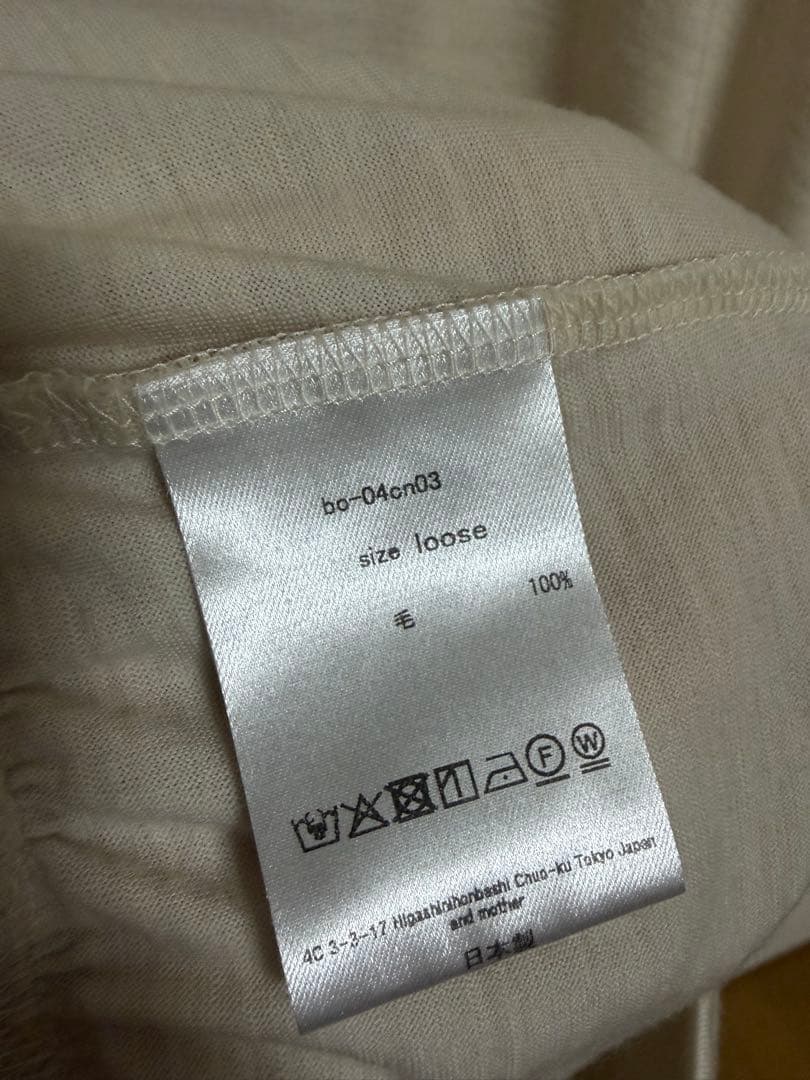 bo-04cn03
size loose
毛 100%
F W
4C 3-3-17 Higashinihonbashi Chuo-ku Tokyo Japan
and mother
日本製